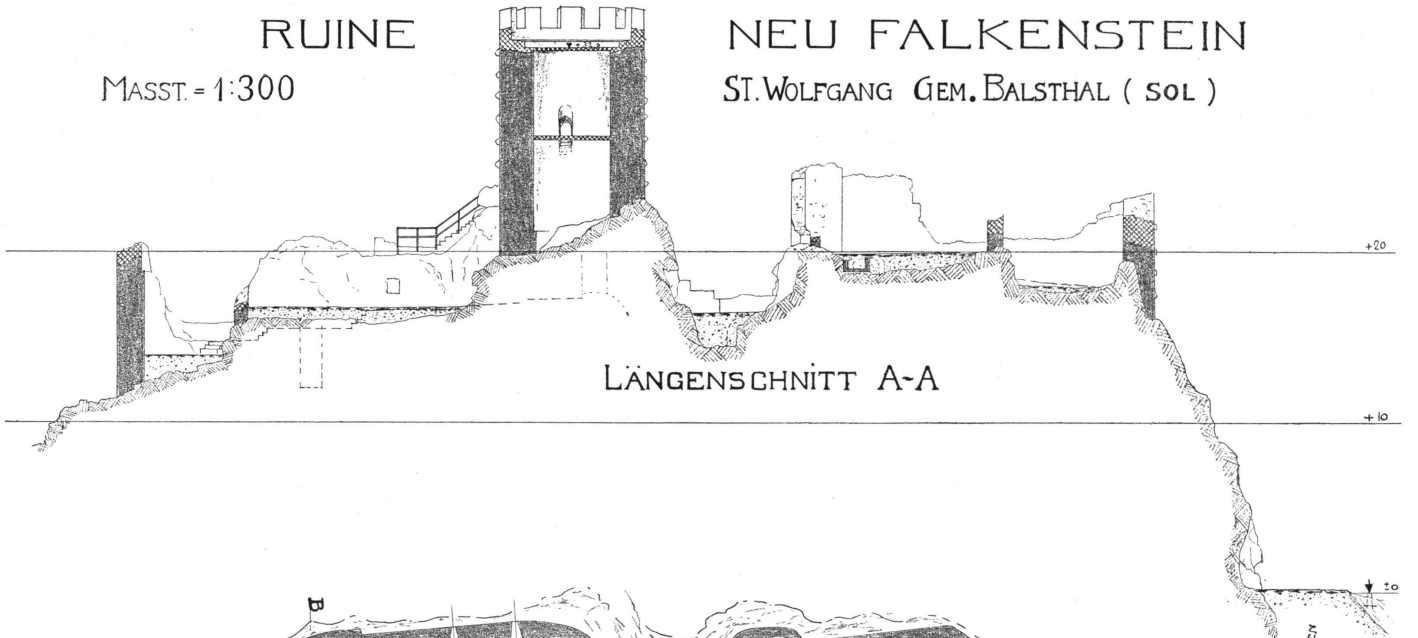 RUINE NEU FALKENSTEIN
MASST. = 1:300
ST. WOLFGANG GEM. BALSTHAL ( SOL )
+20
LÄNGENSCHNITT A-A
+10
±0
B